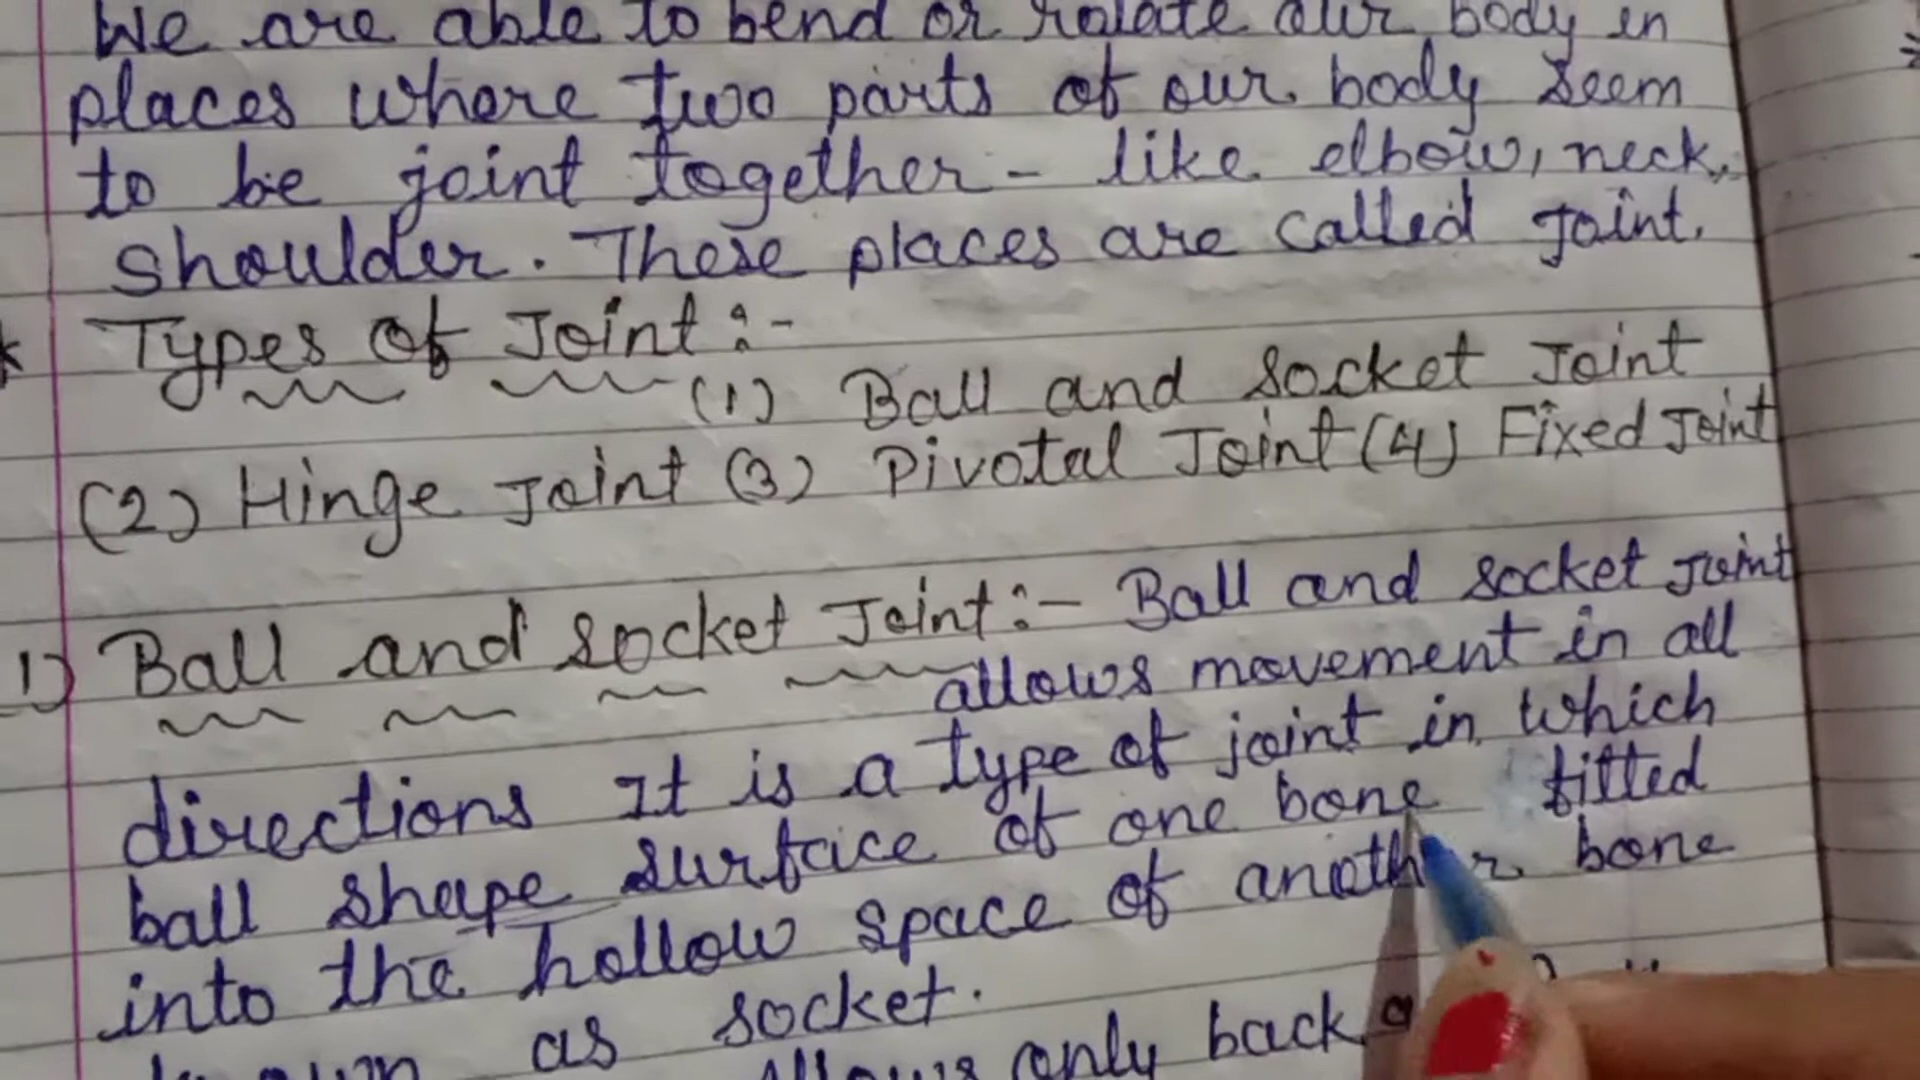 We are able to bend or rotate our body in
places where two parts of our body seem
to be joint together - like elbow, neck,
shoulder. These places are called Joint.
Types of Joint :-
(1) Ball and Socket Joint
(2) Hinge Joint (3) Pivotal Joint (4) Fixed Joint
1) Ball and Socket Joint :- Ball and socket Joint
allows movement in all
directions It is a type of joint in which
ball shape surface of one bone fitted
into the hollow space of another bone
known as socket.
allows only back